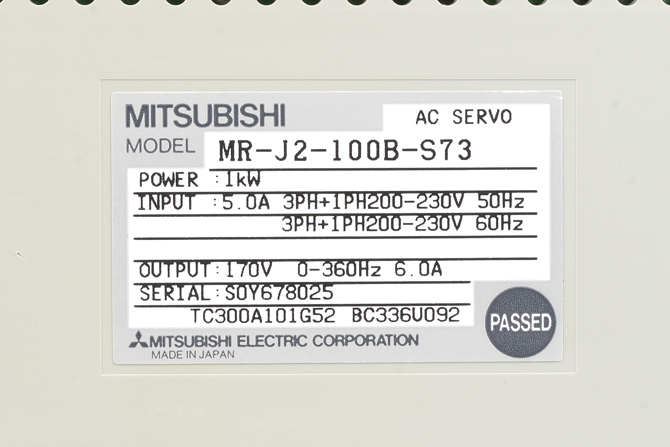 MITSUBISHI
AC SERVO
MODEL MR-J2-100B-S73
POWER : 1kW
INPUT : 5.0A 3PH+1PH200-230V 50Hz
3PH+1PH200-230V 60Hz
OUTPUT: 170V 0-360Hz 6.0A
SERIAL: S0Y678025
TC300A101G52 BC336U092
PASSED
MITSUBISHI ELECTRIC CORPORATION
MADE IN JAPAN